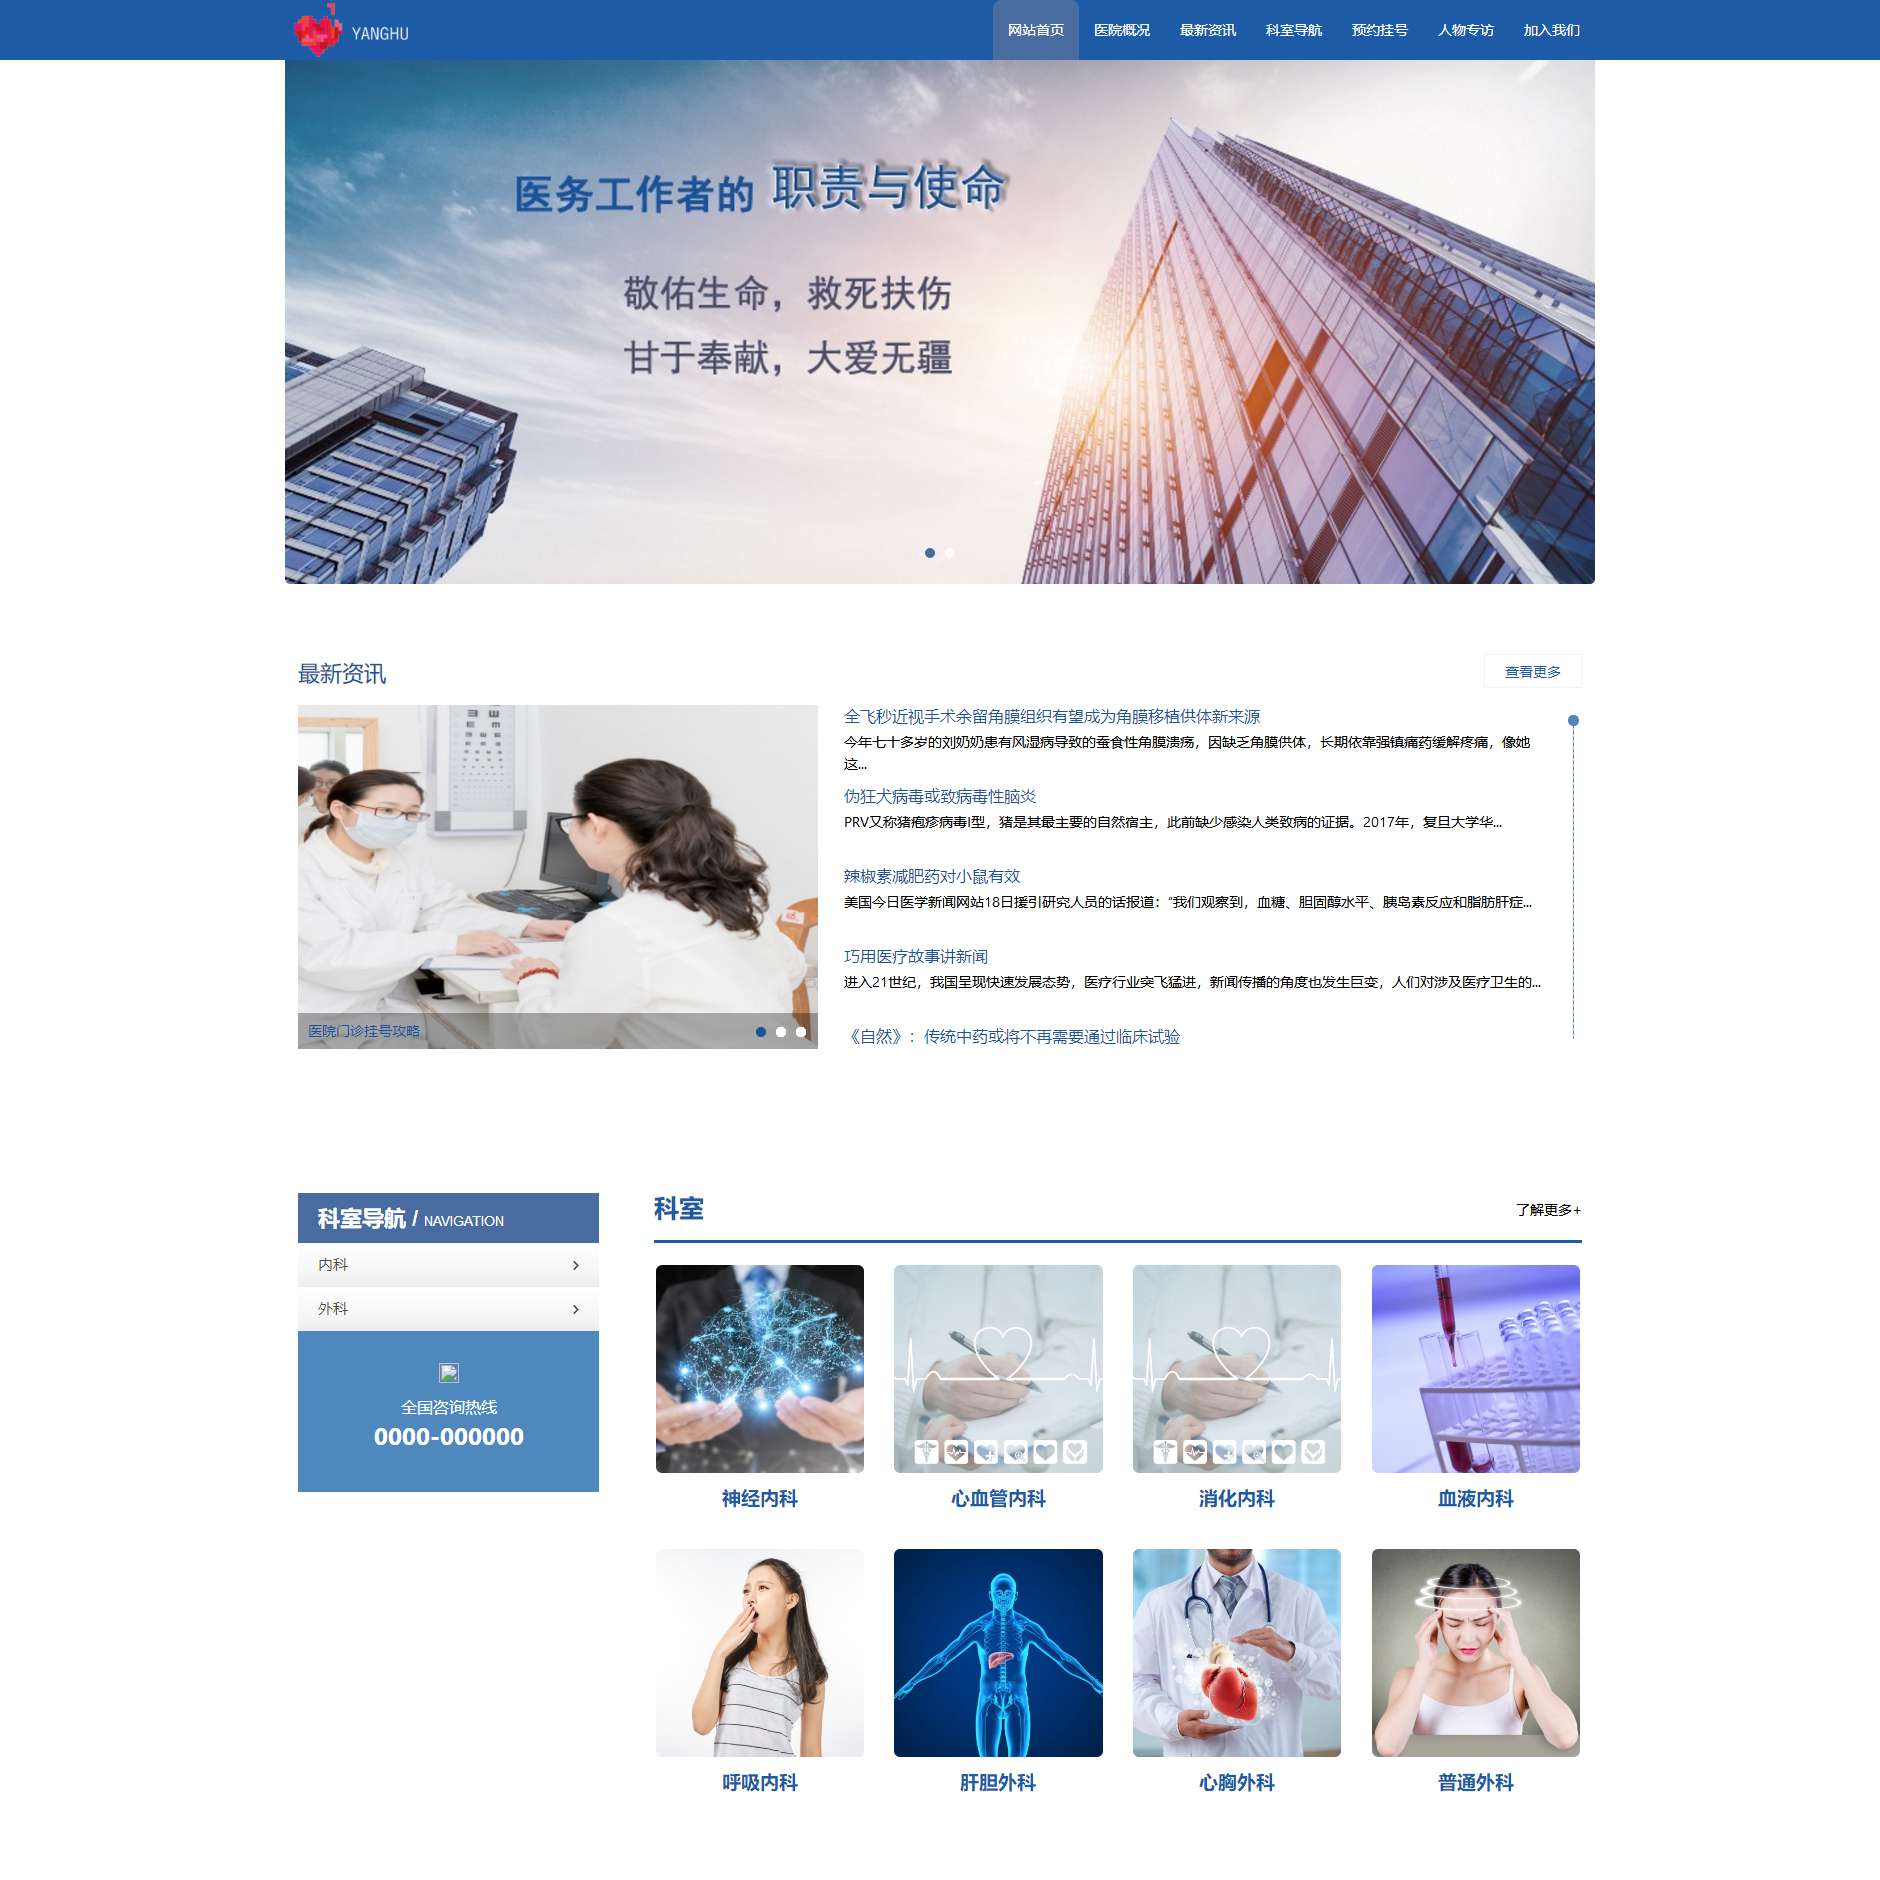 YANGHU
网站首页 医院概况 最新资讯 科室导航 预约挂号 人物专访 加入我们
医务工作者的 职责与使命
敬佑生命，救死扶伤
甘于奉献，大爱无疆
最新资讯
查看更多
全飞秒近视手术余留角膜组织有望成为角膜移植供体新来源
今年七十多岁的刘奶奶患有风湿病导致的蚕食性角膜溃疡，因缺乏角膜供体，长期依靠强镇痛药缓解疼痛，像她
这...
伪狂犬病毒或致病毒性脑炎
PRV又称猪疱疹病毒I型，猪是其最主要的自然宿主，此前缺少感染人类致病的证据。2017年，复旦大学华...
辣椒素减肥药对小鼠有效
美国今日医学新闻网站18日援引研究人员的话报道：“我们观察到，血糖、胆固醇水平、胰岛素反应和脂肪肝症...
巧用医疗故事讲新闻
进入21世纪，我国呈现快速发展态势，医疗行业突飞猛进，新闻传播的角度也发生巨变，人们对涉及医疗卫生的...
《自然》：传统中药或将不再需要通过临床试验
医院门诊挂号攻略
科室导航 / NAVIGATION
内科
外科
全国咨询热线
0000-000000
科室
了解更多+
神经内科
心血管内科
消化内科
血液内科
呼吸内科
肝胆外科
心胸外科
普通外科